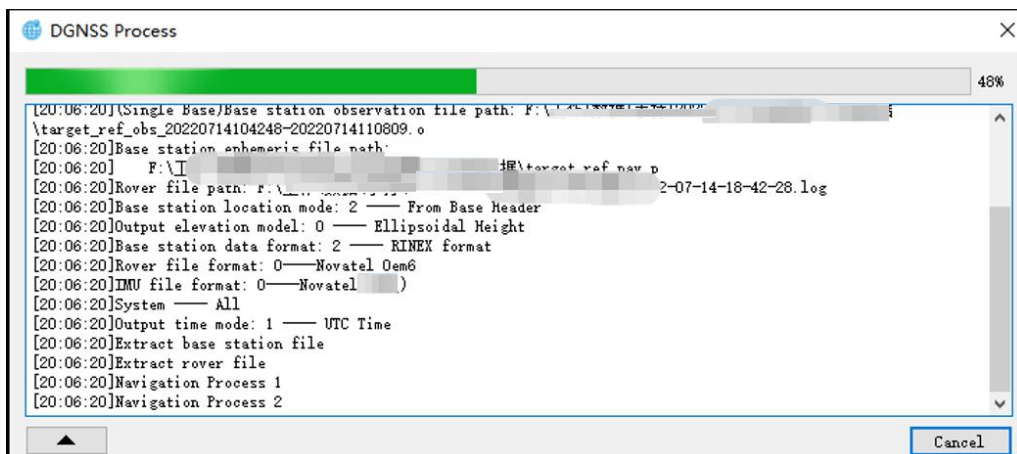 DGNSS Process
48%
[20:06:20](Single Base)Base station observation file path: F:\
\target_ref_obs_20220714104248-20220714110809.o
[20:06:20]Base station ephemeris file path:
[20:06:20] F:\工 据\target_ref_nav.p
[20:06:20]Rover file path: F:\ 2-07-14-18-42-28.log
[20:06:20]Base station location mode: 2 —— From Base Header
[20:06:20]Output elevation model: 0 —— Ellipsoidal Height
[20:06:20]Base station data format: 2 —— RINEX format
[20:06:20]Rover file format: 0——Novatel Oem6
[20:06:20]IMU file format: 0——Novatel )
[20:06:20]System —— All
[20:06:20]Output time mode: 1 —— UTC Time
[20:06:20]Extract base station file
[20:06:20]Extract rover file
[20:06:20]Navigation Process 1
[20:06:20]Navigation Process 2
Cancel